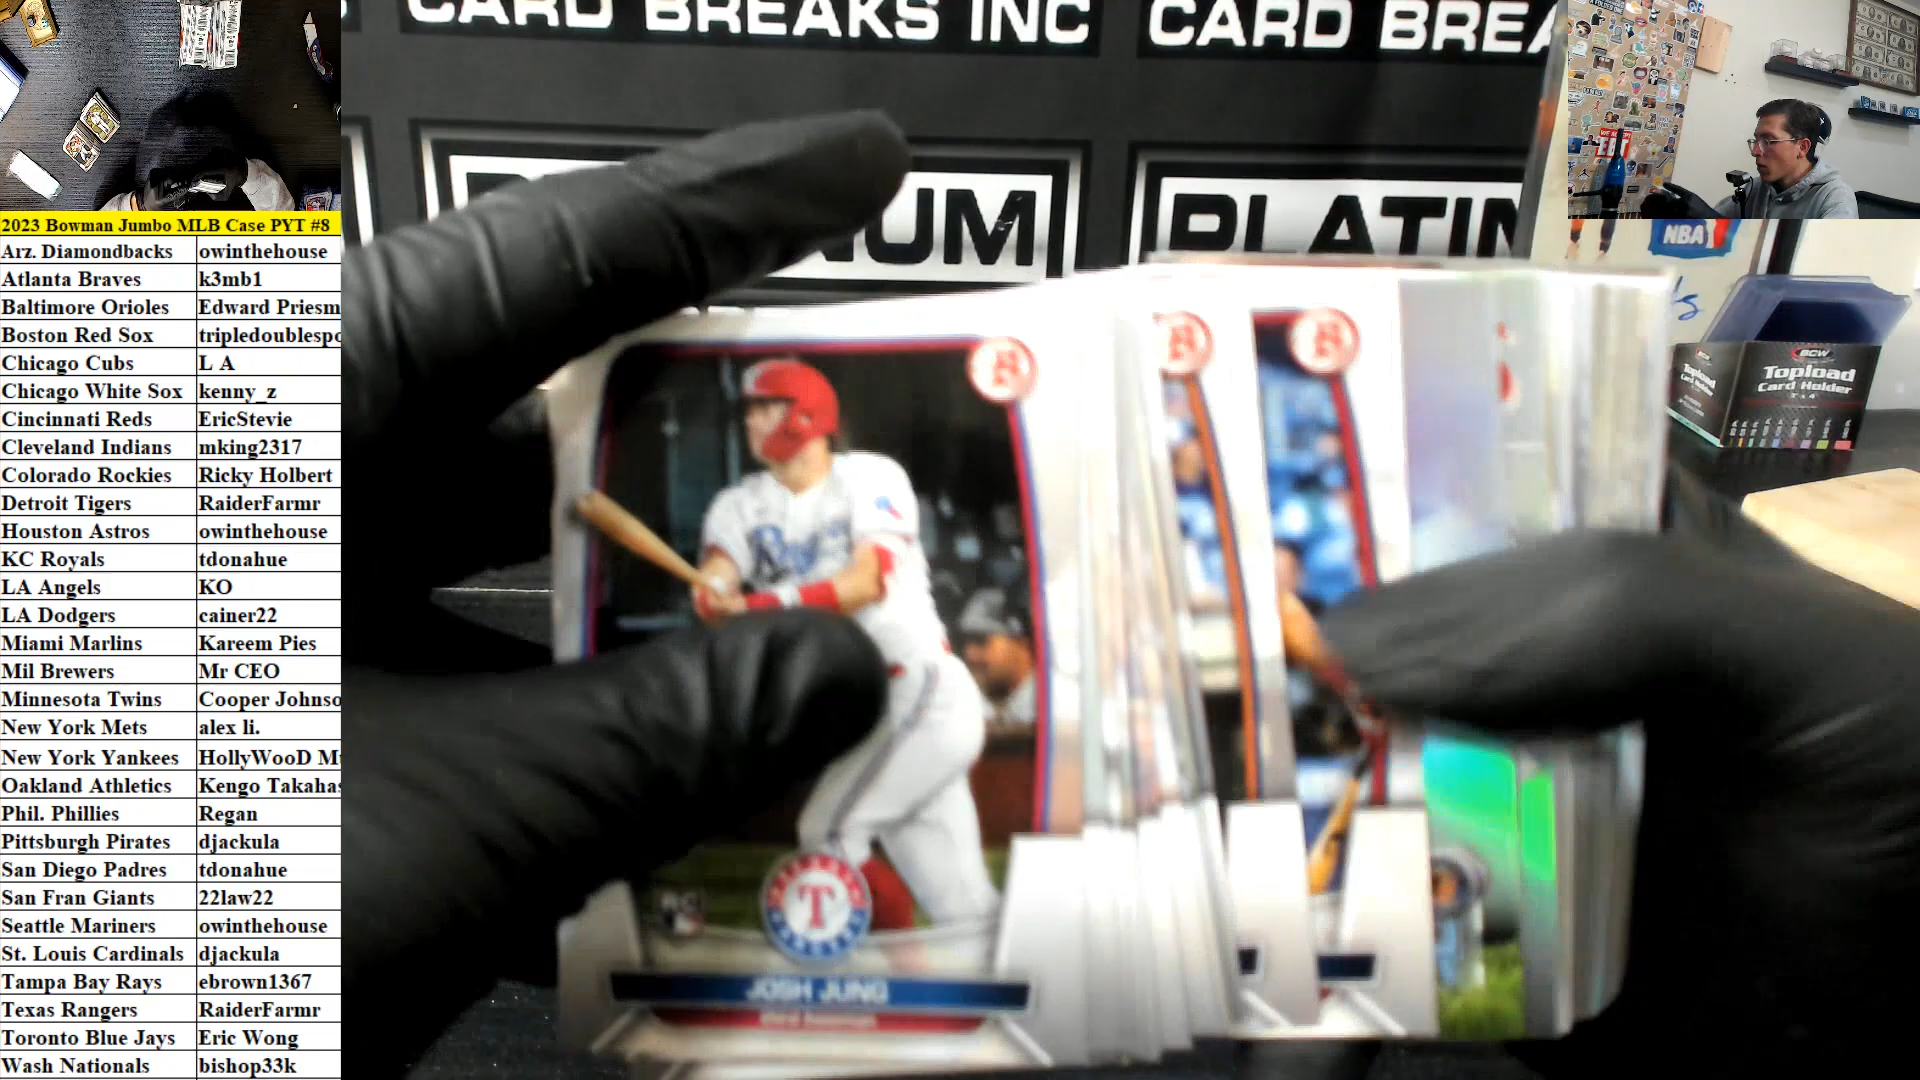 CARD BREAKS INC
CARD BREA
NUM
PLATIN
NBA
BCW
Topload
Card Holder
2023 Bowman Jumbo MLB Case PYT #8
Arz. Diamondbacks owinthehouse
Atlanta Braves k3mb1
Baltimore Orioles Edward Priesm
Boston Red Sox tripledoublespo
Chicago Cubs L A
Chicago White Sox kenny_z
Cincinnati Reds EricStevie
Cleveland Indians mking2317
Colorado Rockies Ricky Holbert
Detroit Tigers RaiderFarmr
Houston Astros owinthehouse
KC Royals tdonahue
LA Angels KO
LA Dodgers cainer22
Miami Marlins Kareem Pies
Mil Brewers Mr CEO
Minnesota Twins Cooper Johnso
New York Mets alex li.
New York Yankees HollyWooD M
Oakland Athletics Kengo Takahas
Phil. Phillies Regan
Pittsburgh Pirates djackula
San Diego Padres tdonahue
San Fran Giants 22law22
Seattle Mariners owinthehouse
St. Louis Cardinals djackula
Tampa Bay Rays ebrown1367
Texas Rangers RaiderFarmr
Toronto Blue Jays Eric Wong
Wash Nationals bishop33k
RC
T
JOSH JUNG